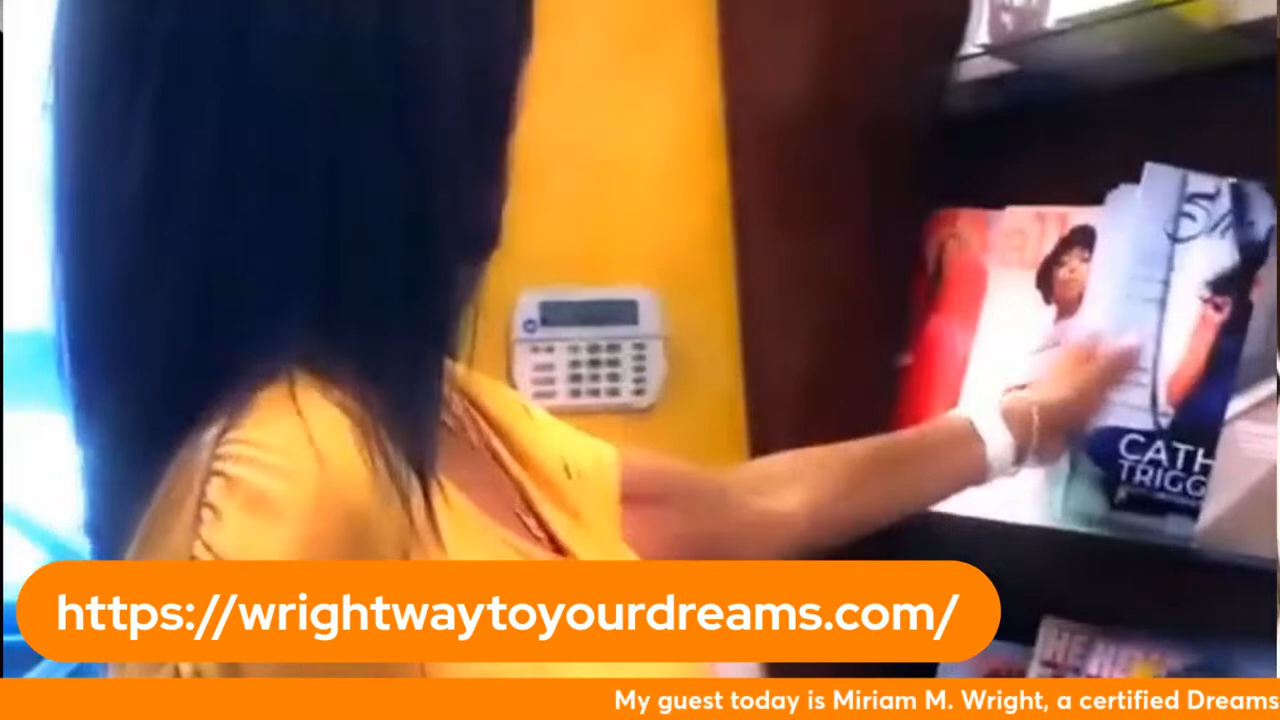 CATH
TRIGG
https://wrightwaytoyourdreams.com/
My guest today is Miriam M. Wright, a certified Dreams